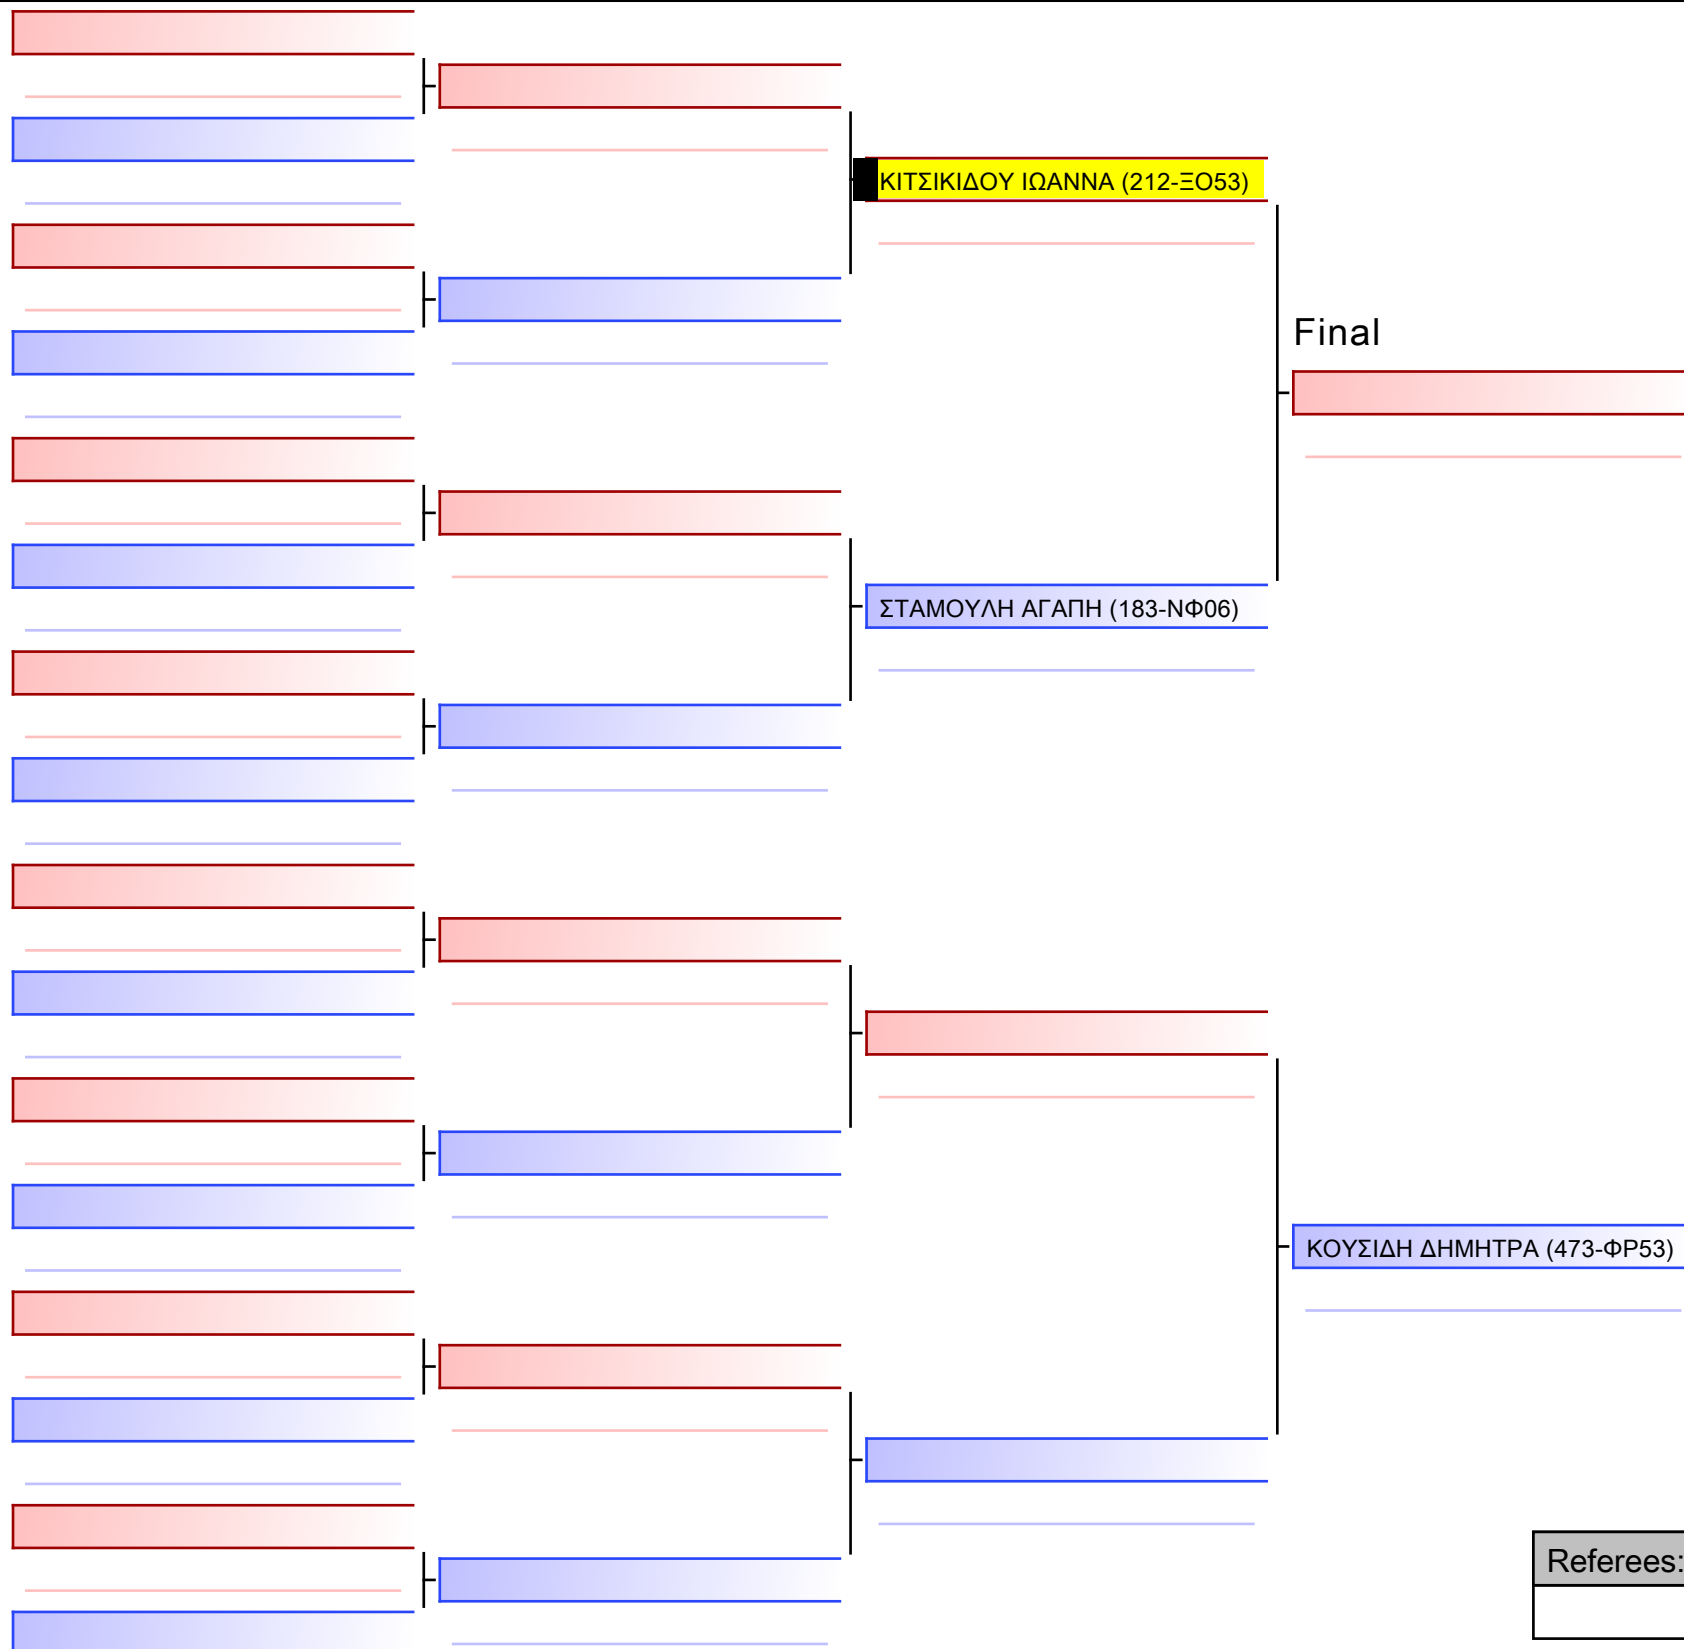 ΚΙΤΣΙΚΙΔΟΥ ΙΩΑΝΝΑ (212-ΞΟ53)
Final
ΣΤΑΜΟΥΛΗ ΑΓΑΠΗ (183-ΝΦ06)
ΚΟΥΣΙΔΗ ΔΗΜΗΤΡΑ (473-ΦΡ53)
Referees: